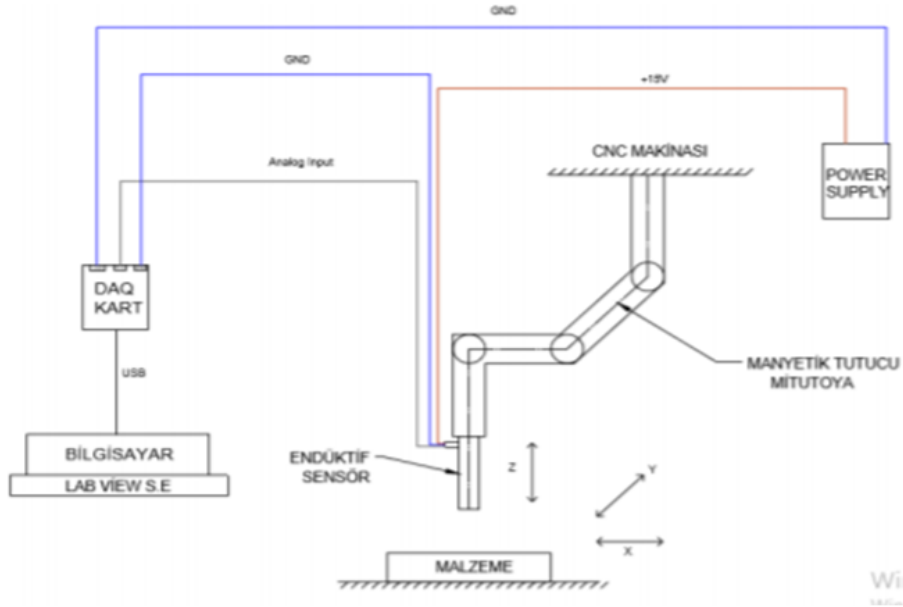 GND
GND
+15V
Analog Input
CNC MAKİNASI
POWER
SUPPLY
DAQ
KART
USB
MANYETİK TUTUCU
MİTUTOYA
BİLGİSAYAR
LAB VİEW S.E
ENDÜKTİF
SENSÖR
Z
Y
X
MALZEME